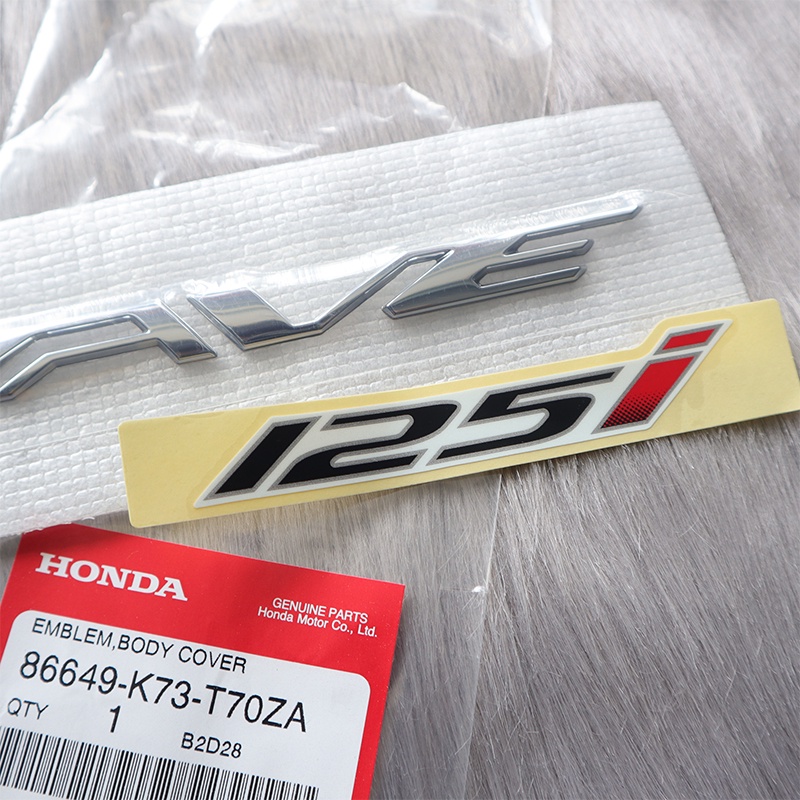 AVE
125i
HONDA
GENUINE PARTS
Honda Motor Co., Ltd.
EMBLEM,BODY COVER
86649-K73-T70ZA
QTY 1 B2D28